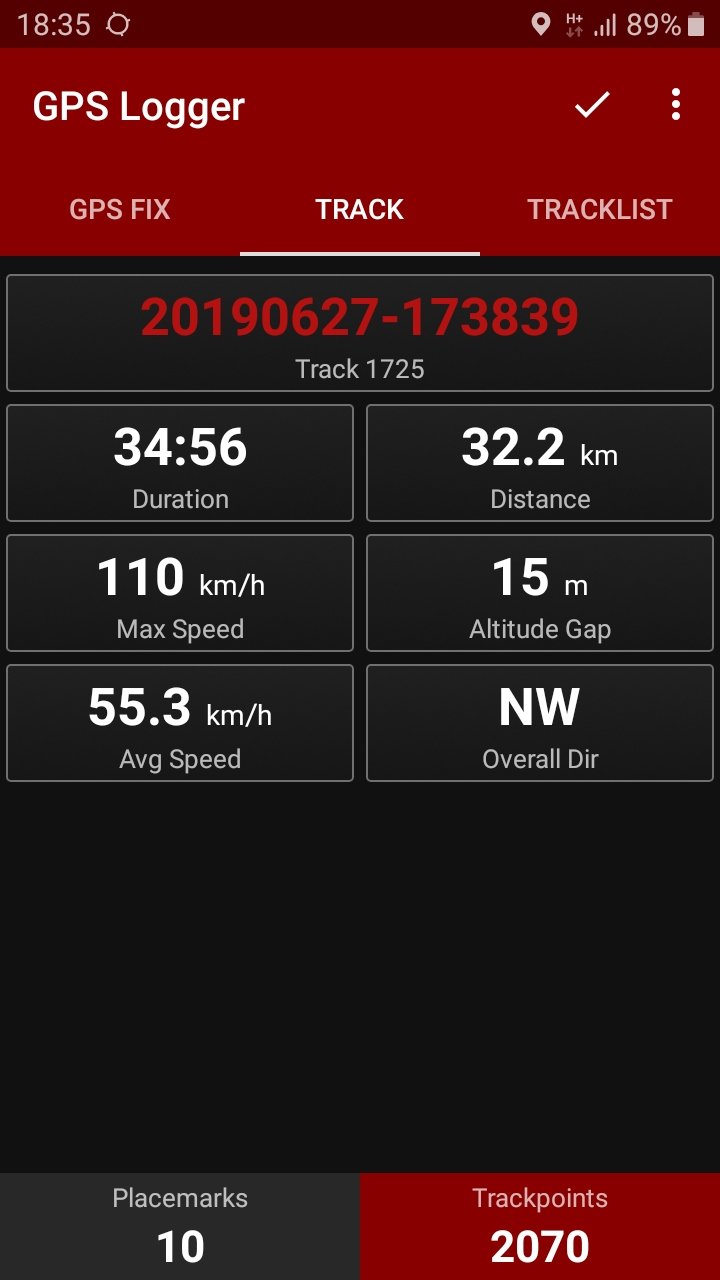 18:35 H+ 89%
GPS Logger
GPS FIX TRACK TRACKLIST
20190627-173839
Track 1725
34:56 32.2 km
Duration Distance
110 km/h 15 m
Max Speed Altitude Gap
55.3 km/h NW
Avg Speed Overall Dir
Placemarks Trackpoints
10 2070